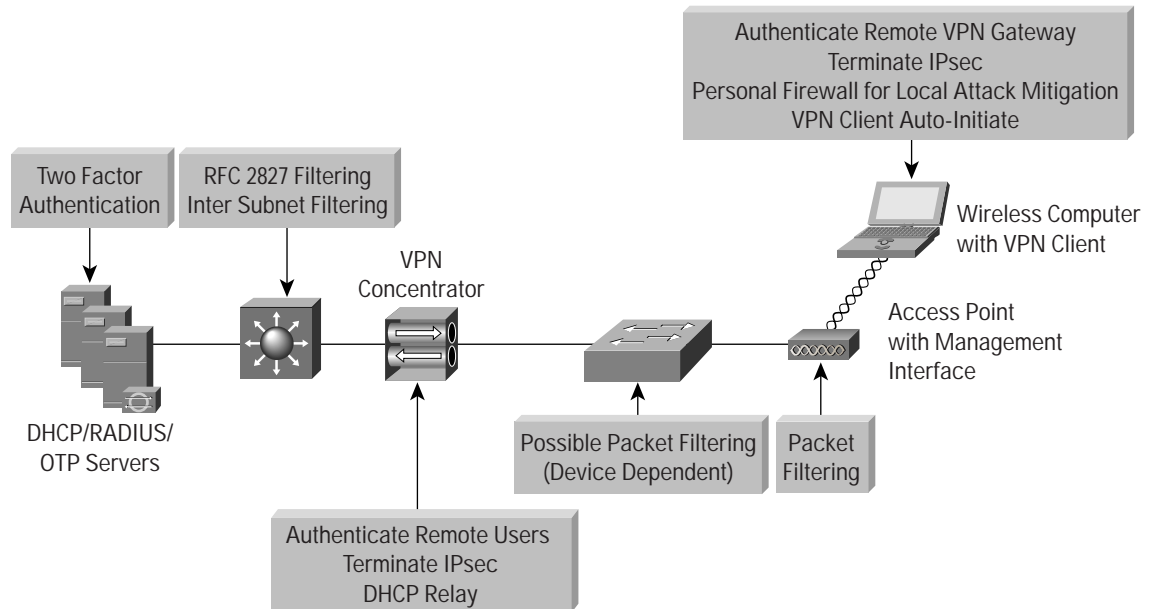 Authenticate Remote VPN Gateway
Terminate IPsec
Personal Firewall for Local Attack Mitigation
VPN Client Auto-Initiate
Two Factor
Authentication
RFC 2827 Filtering
Inter Subnet Filtering
Wireless Computer
with VPN Client
VPN
Concentrator
Access Point
with Management
Interface
DHCP/RADIUS/
OTP Servers
Possible Packet Filtering
(Device Dependent)
Packet
Filtering
Authenticate Remote Users
Terminate IPsec
DHCP Relay